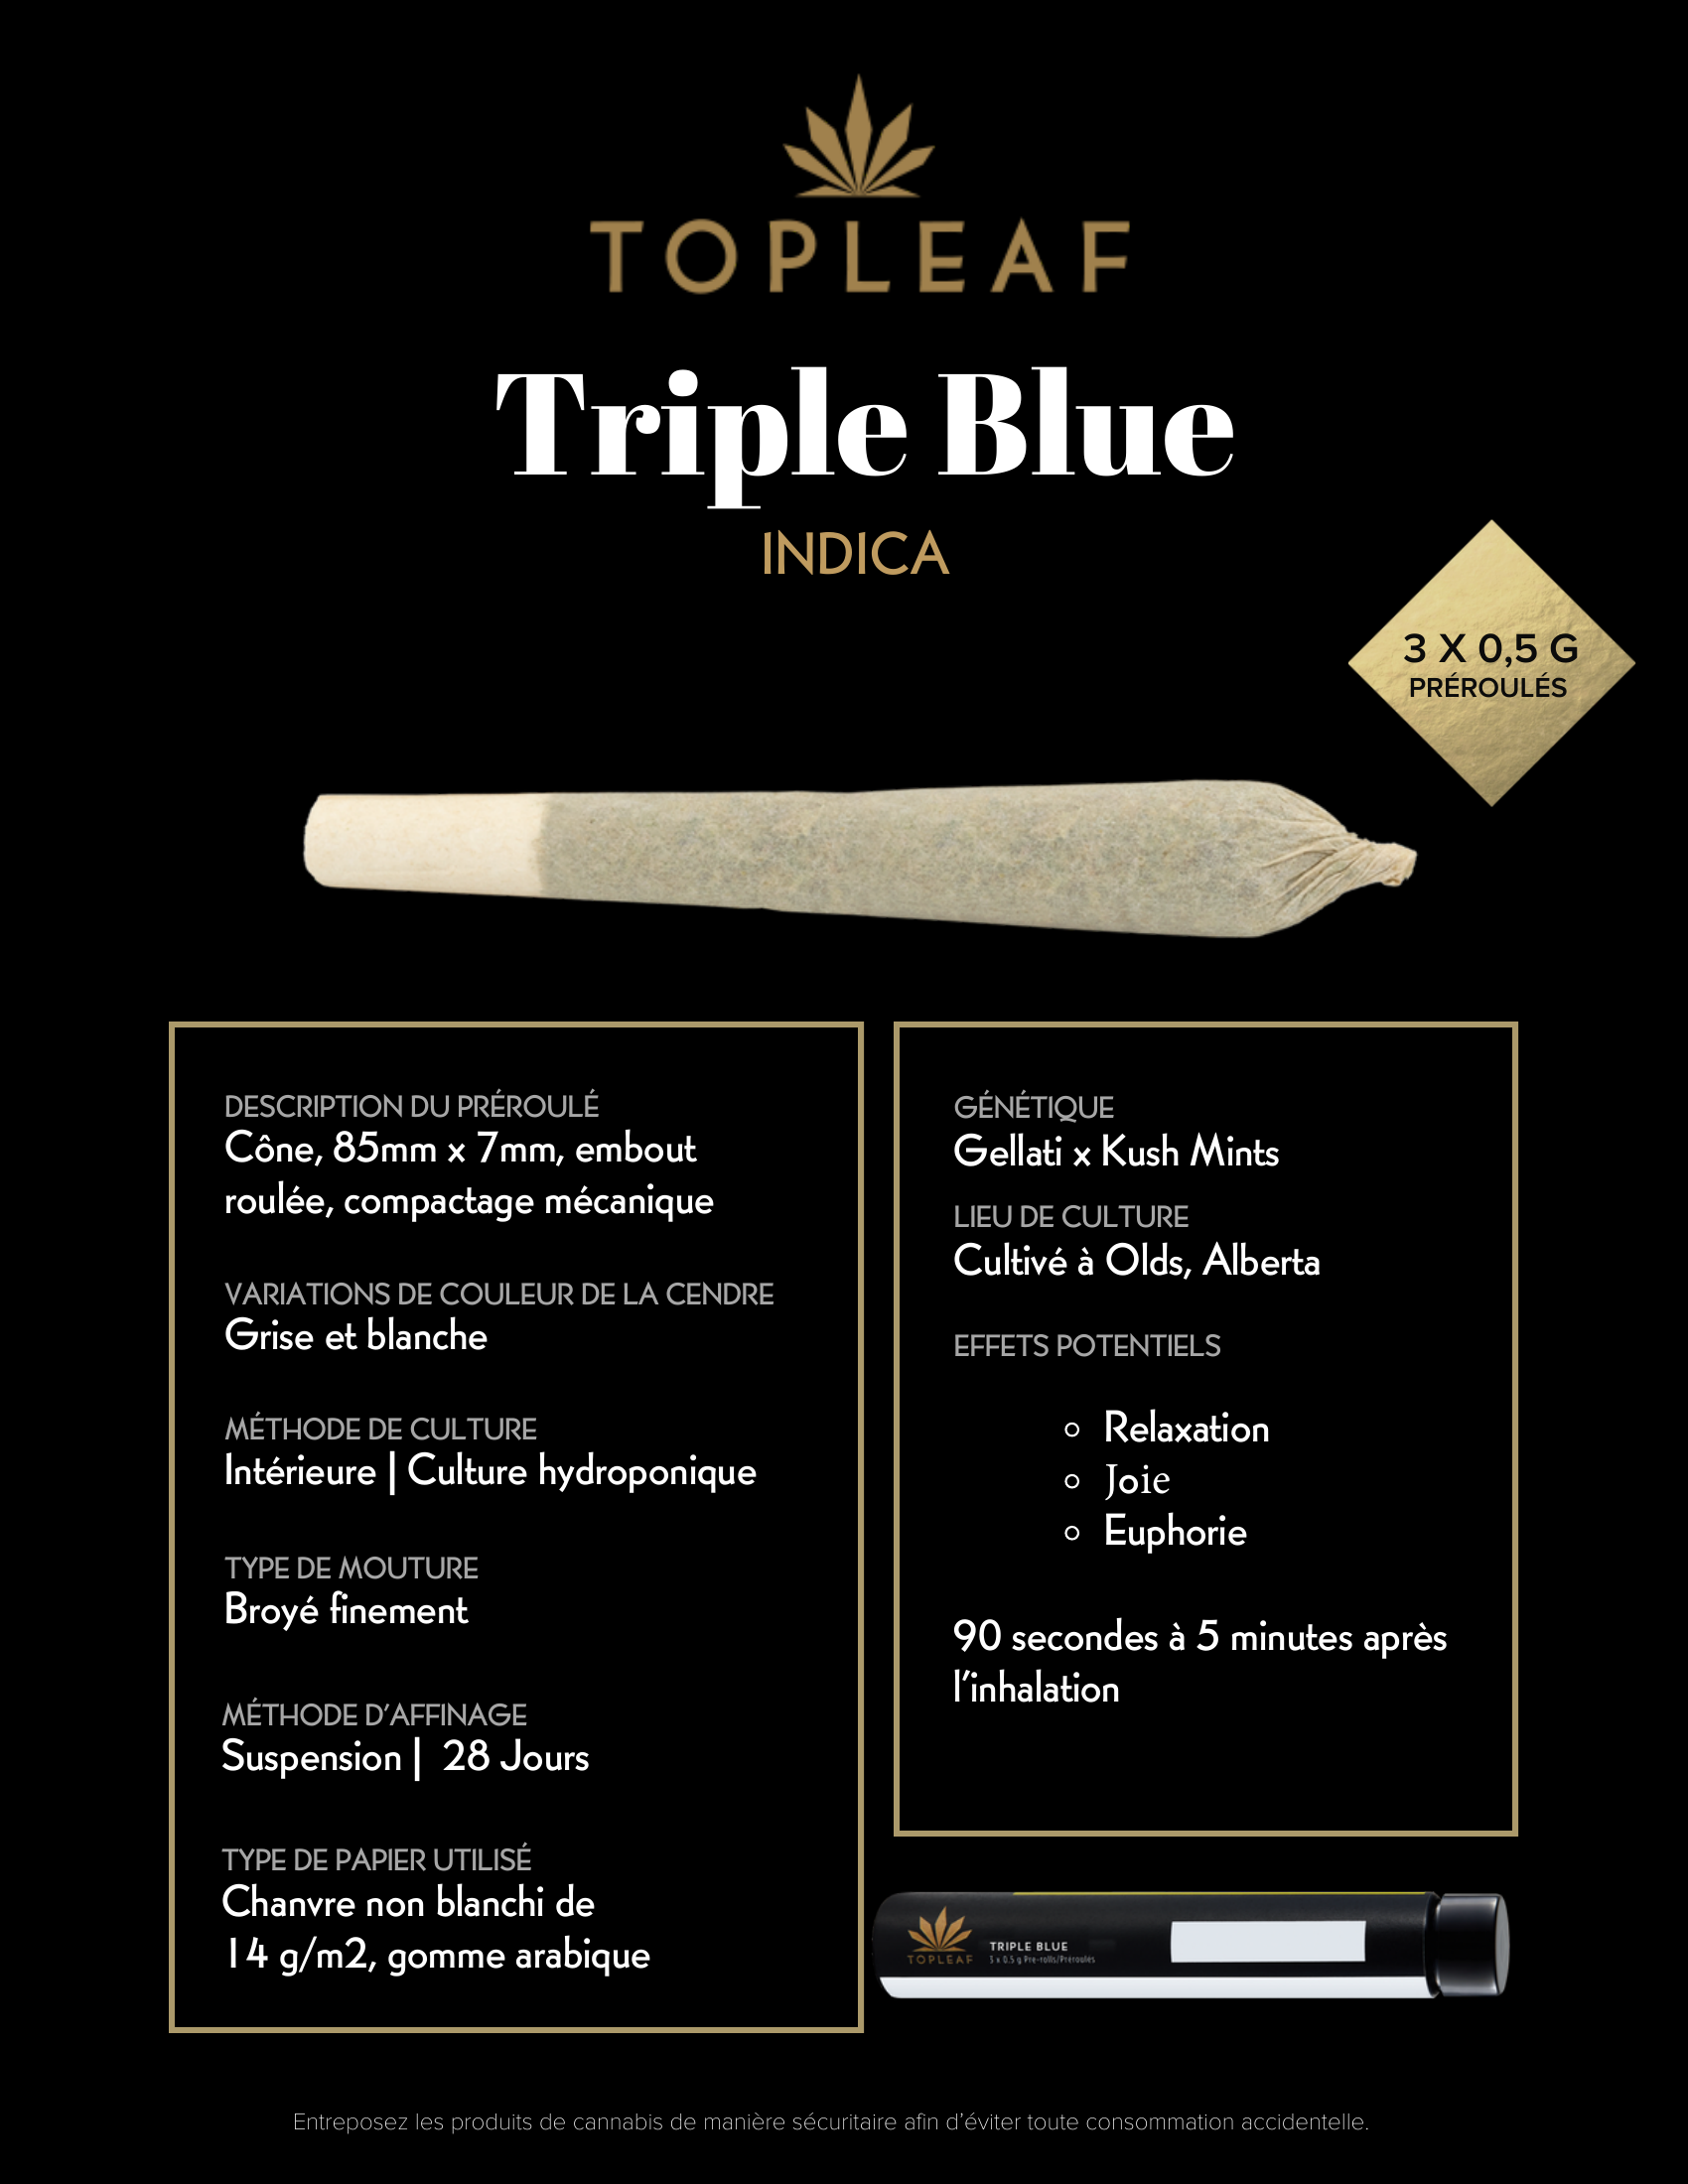 TOPLEAF
Triple Blue
INDICA
3 X 0,5 G
PRÉROULÉS
DESCRIPTION DU PRÉROULÉ
Cône, 85mm x 7mm, embout
roulée, compactage mécanique
VARIATIONS DE COULEUR DE LA CENDRE
Grise et blanche
MÉTHODE DE CULTURE
Intérieure | Culture hydroponique
TYPE DE MOUTURE
Broyé finement
MÉTHODE D'AFFINAGE
Suspension |  28 Jours
TYPE DE PAPIER UTILISÉ
Chanvre non blanchi de
14 g/m2, gomme arabique
GÉNÉTIQUE
Gellati x Kush Mints
LIEU DE CULTURE
Cultivé à Olds, Alberta
EFFETS POTENTIELS
Relaxation
Joie
Euphorie
90 secondes à 5 minutes après
l'inhalation
TOPLEAF
TRIPLE BLUE
3 x 0.5 g Pre-rolls/Préroulés
Entreposez les produits de cannabis de manière sécuritaire afin d'éviter toute consommation accidentelle.